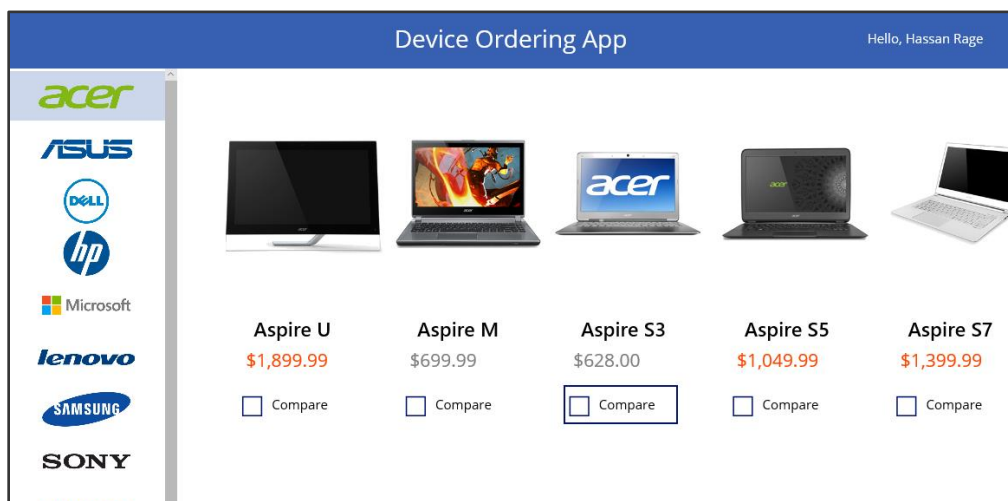 Device Ordering App
Hello, Hassan Rage
acer
ASUS
DELL
hp
Microsoft
lenovo
SAMSUNG
SONY
acer
acer
Aspire U
Aspire M
Aspire S3
Aspire S5
Aspire S7
$1,899.99
$699.99
$628.00
$1,049.99
$1,399.99
Compare
Compare
Compare
Compare
Compare